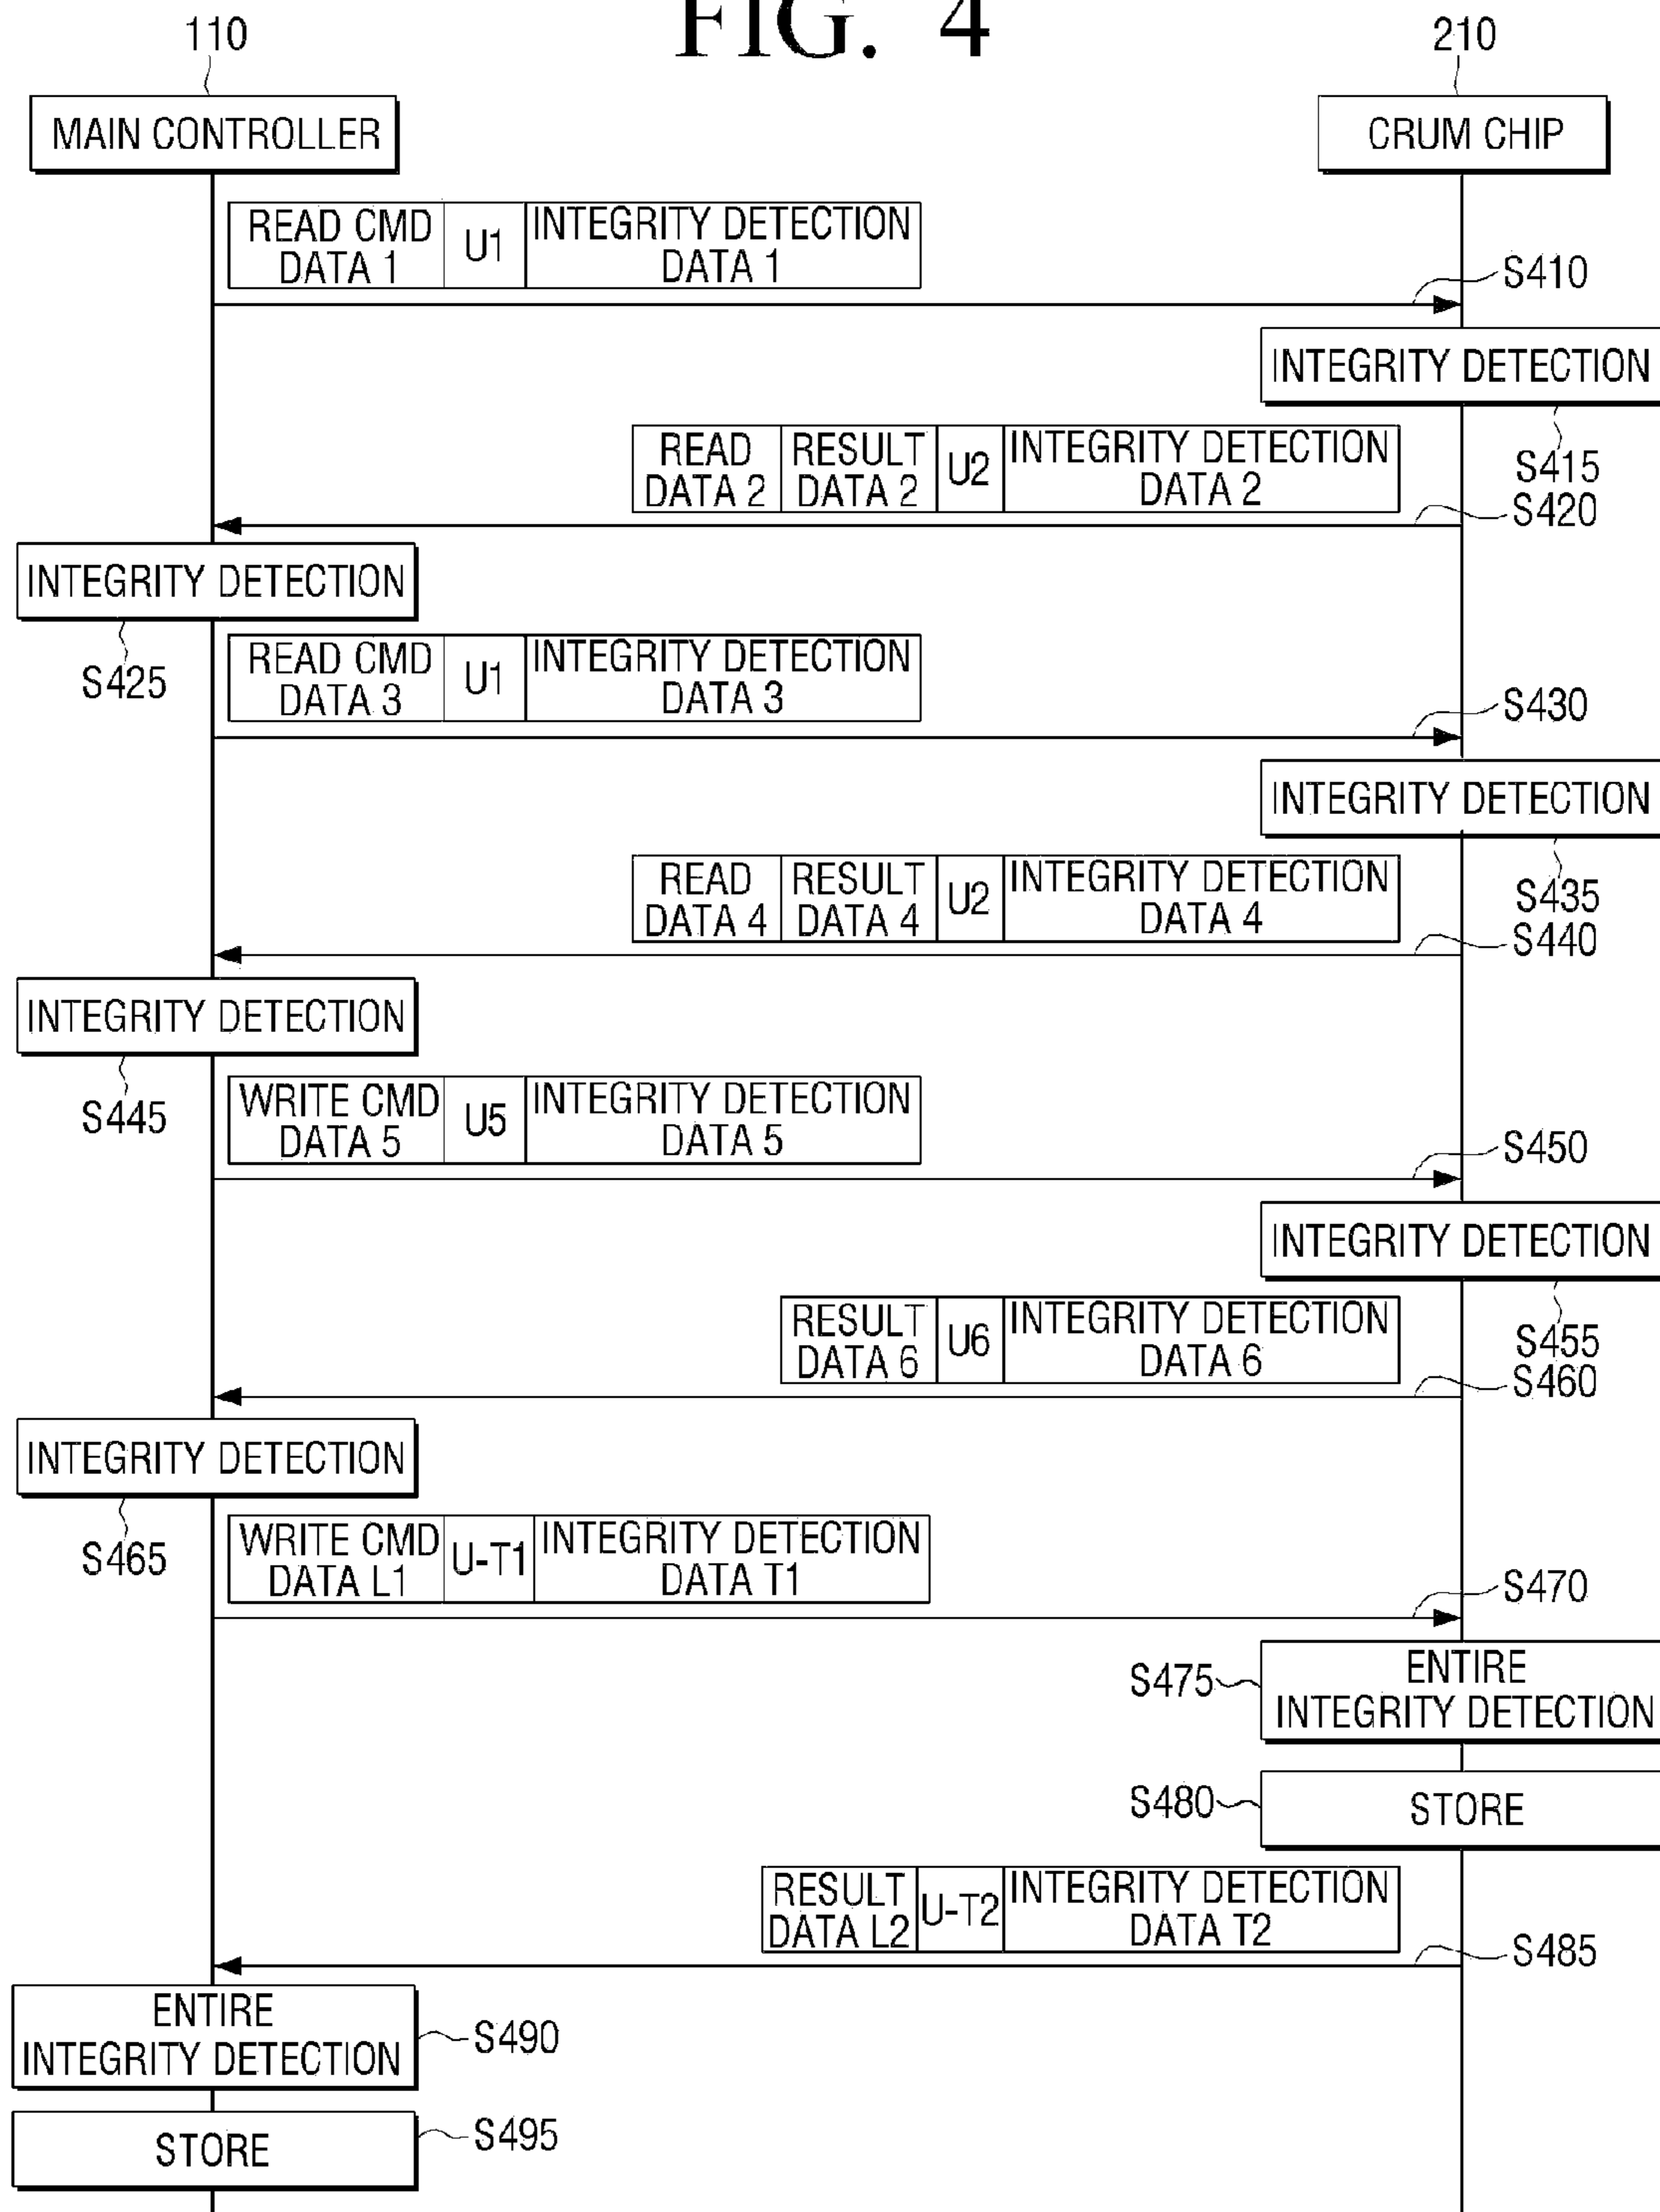 FIG. 4
110
210
MAIN CONTROLLER
CRUM CHIP
READ CMD
DATA 1
U1
INTEGRITY DETECTION
DATA 1
S410
INTEGRITY DETECTION
S415
READ
DATA 2
RESULT
DATA 2
U2
INTEGRITY DETECTION
DATA 2
S420
INTEGRITY DETECTION
S425
READ CMD
DATA 3
U1
INTEGRITY DETECTION
DATA 3
S430
INTEGRITY DETECTION
S435
READ
DATA 4
RESULT
DATA 4
U2
INTEGRITY DETECTION
DATA 4
S440
INTEGRITY DETECTION
S445
WRITE CMD
DATA 5
U5
INTEGRITY DETECTION
DATA 5
S450
INTEGRITY DETECTION
S455
RESULT
DATA 6
U6
INTEGRITY DETECTION
DATA 6
S460
INTEGRITY DETECTION
S465
WRITE CMD
DATA L1
U-T1
INTEGRITY DETECTION
DATA T1
S470
S475
ENTIRE
INTEGRITY DETECTION
S480
STORE
RESULT
DATA L2
U-T2
INTEGRITY DETECTION
DATA T2
S485
ENTIRE
INTEGRITY DETECTION
S490
STORE
S495